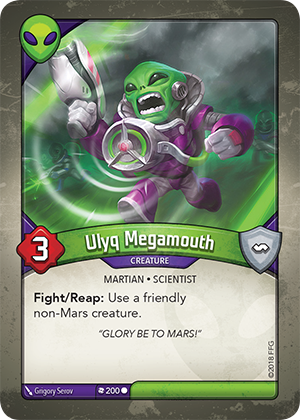 Ulyq Megamouth
3
CREATURE
MARTIAN • SCIENTIST
Fight/Reap: Use a friendly
non-Mars creature.
"GLORY BE TO MARS!"
©2018 FFG
Grigory Serov
200